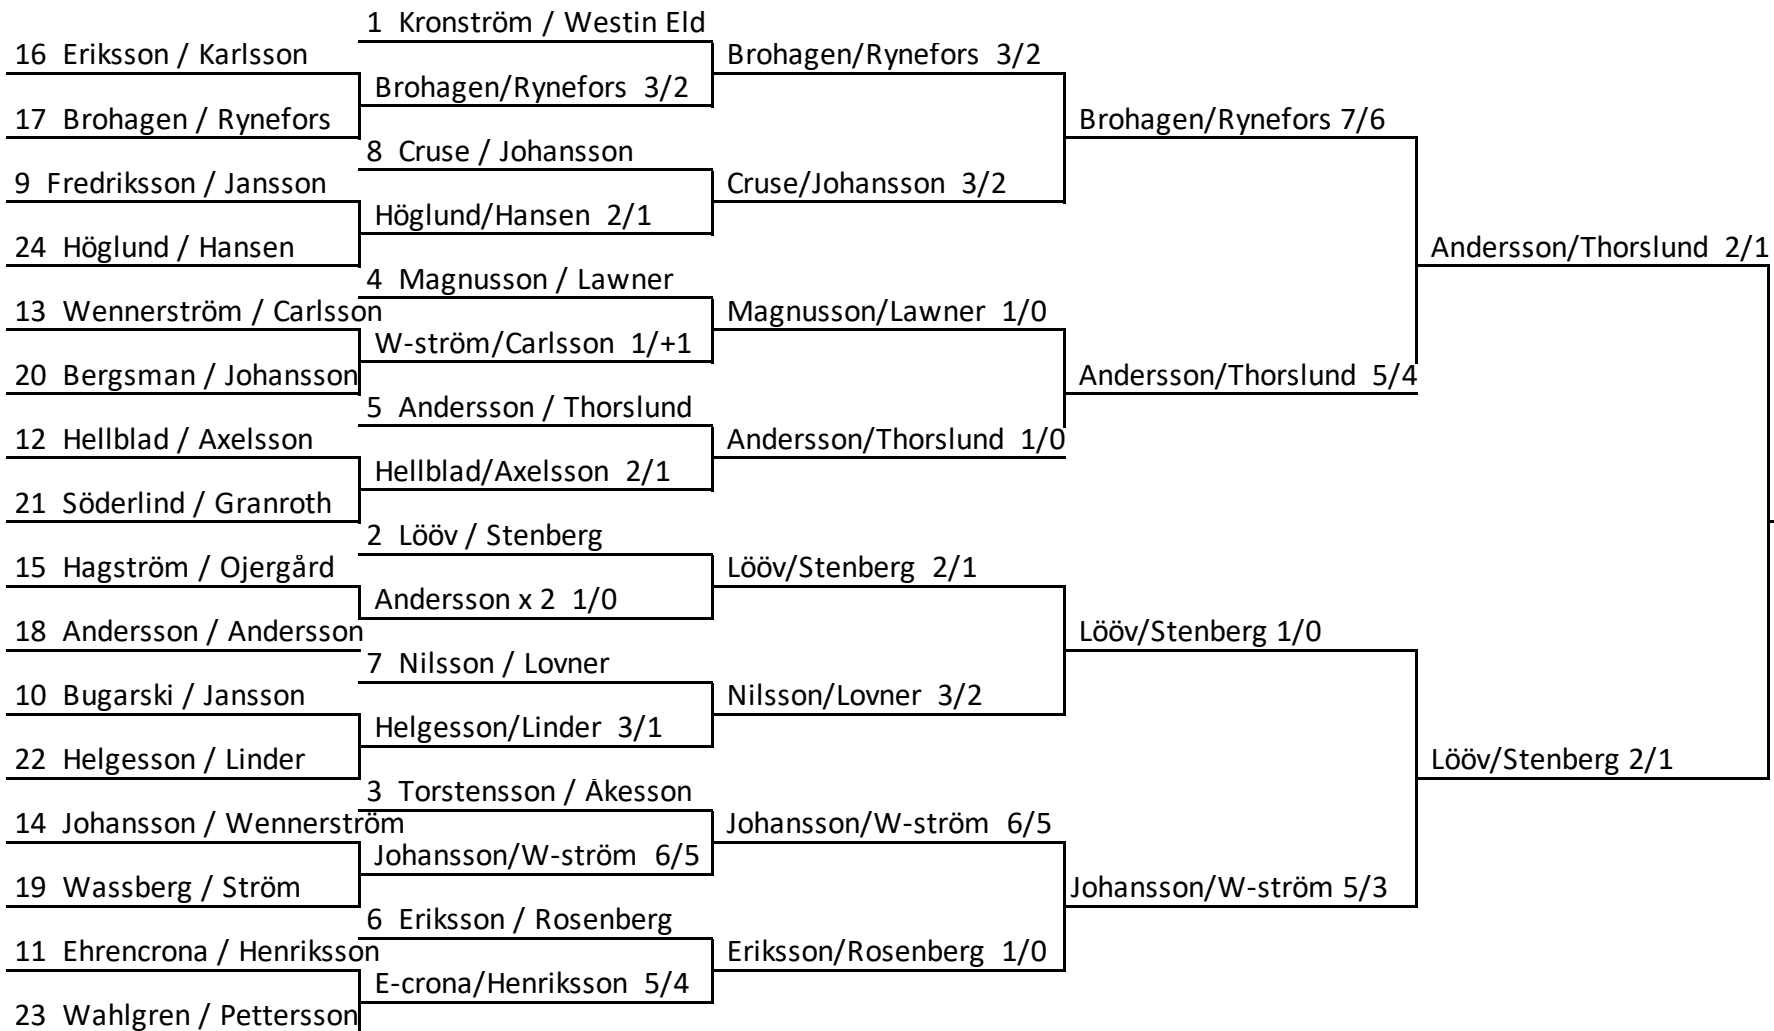 1 Kronström / Westin Eld
16 Eriksson / Karlsson
Brohagen/Rynefors 3/2
Brohagen/Rynefors 3/2
17 Brohagen / Rynefors
Brohagen/Rynefors 7/6
8 Cruse / Johansson
9 Fredriksson / Jansson
Cruse/Johansson 3/2
Höglund/Hansen 2/1
24 Höglund / Hansen
Andersson/Thorslund 2/1
4 Magnusson / Lawner
13 Wennerström / Carlsson
Magnusson/Lawner 1/0
W-ström/Carlsson 1/+1
20 Bergsman / Johansson
Andersson/Thorslund 5/4
5 Andersson / Thorslund
12 Hellblad / Axelsson
Andersson/Thorslund 1/0
Hellblad/Axelsson 2/1
21 Söderlind / Granroth
2 Lööv / Stenberg
15 Hagström / Ojergård
Lööv/Stenberg 2/1
Andersson x 2 1/0
18 Andersson / Andersson
Lööv/Stenberg 1/0
7 Nilsson / Lovner
10 Bugarski / Jansson
Nilsson/Lovner 3/2
Helgesson/Linder 3/1
22 Helgesson / Linder
Lööv/Stenberg 2/1
3 Torstensson / Åkesson
14 Johansson / Wennerström
Johansson/W-ström 6/5
Johansson/W-ström 6/5
19 Wassberg / Ström
Johansson/W-ström 5/3
6 Eriksson / Rosenberg
11 Ehrencrona / Henriksson
Eriksson/Rosenberg 1/0
E-crona/Henriksson 5/4
23 Wahlgren / Pettersson